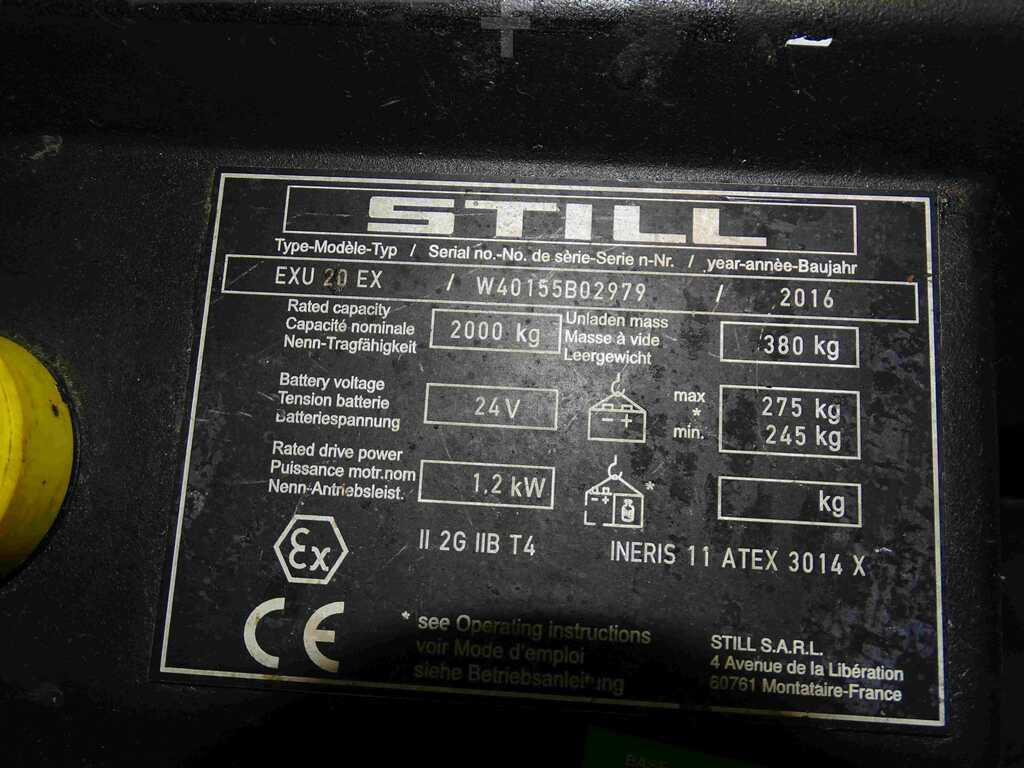 STILL
Type-Modèle-Typ / Serial no.-No. de sèrie-Serie n-Nr. / year-annèe-Baujahr
EXU 20 EX / W40155B02979 / 2016
Rated capacity
Capacité nominale
Nenn-Tragfähigkeit
2000 kg
Unladen mass
Masse à vide
Leergewicht
380 kg
Battery voltage
Tension batterie
Batteriespannung
24V
- +
max
*
min.
275 kg
245 kg
Rated drive power
Puissance motr.nom
Nenn-Antriebsleist.
1,2 kW
- +
kg
*
kg
Ex
II 2G IIB T4
INERIS 11 ATEX 3014 X
CE
* see Operating instructions
voir Mode d'emploi
siehe Betriebsanleitung
STILL S.A.R.L.
4 Avenue de la Libération
60761 Montataire-France